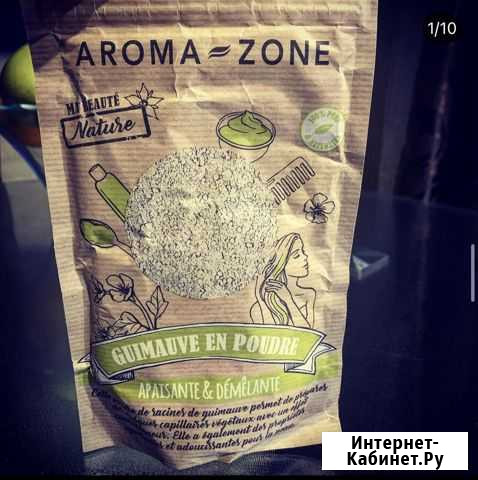 1/10
AROMA-ZONE
MA BEAUTÉ
Nature
GUIMAUVE EN POUDRE
APAISANTE & DÉMÊLANTE
de racines de guimauve permet de préparer
capillaires végétaux avec un effet
Elle a également des propriétés
et adoucissantes pour la
Интернет-
Кабинет.Ру